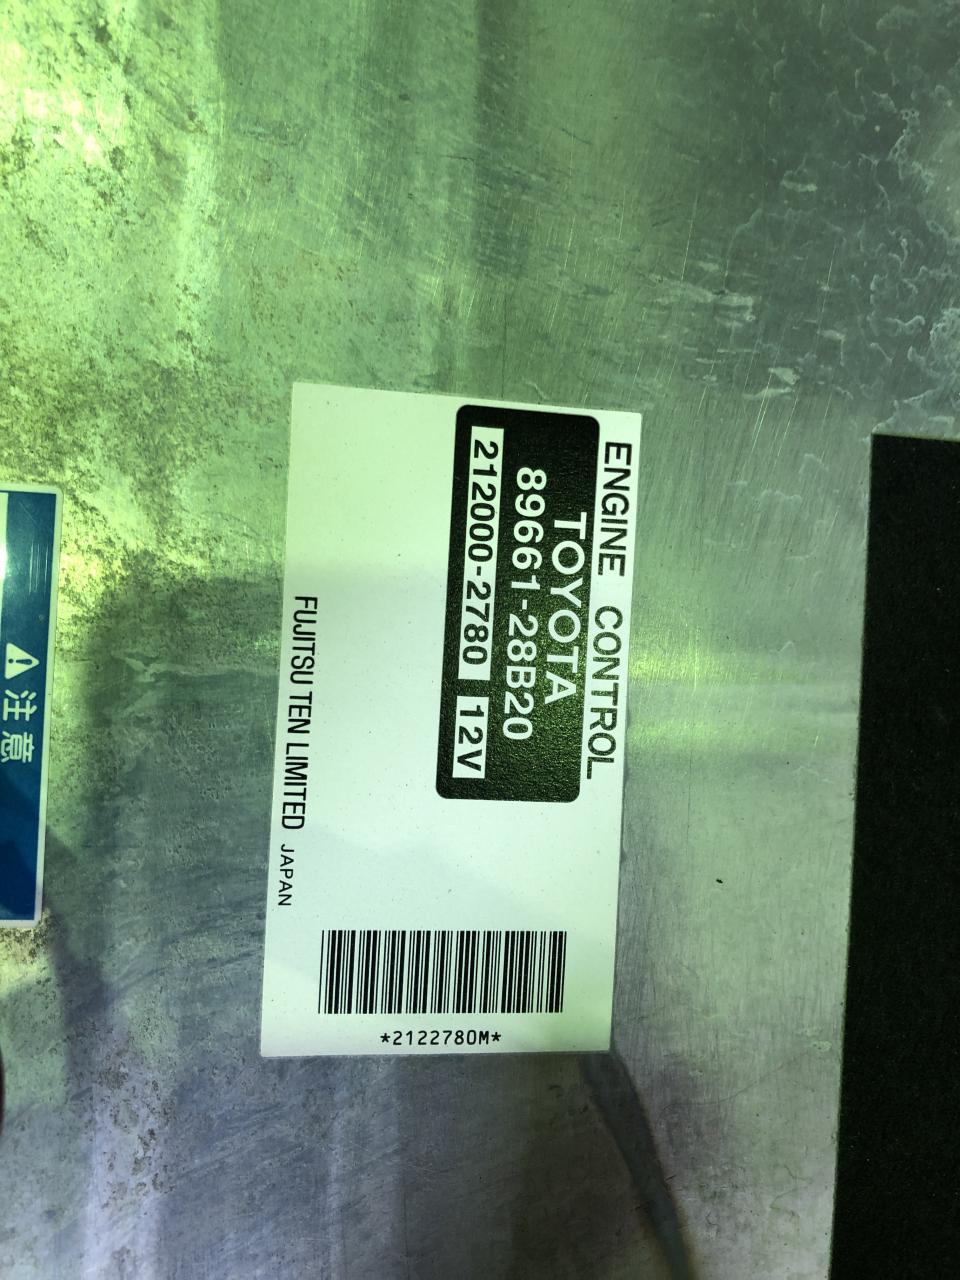 ENGINE CONTROL
TOYOTA
89661-28B20
212000-2780 12V
FUJITSU TEN LIMITED JAPAN
*2122780M*
注意